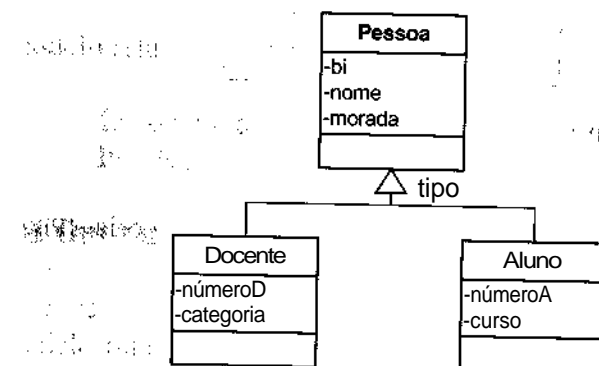 Pessoa
-bi
-nome
-morada
tipo
Docente
-númeroD
-categoria
Aluno
-númeroA
-curso